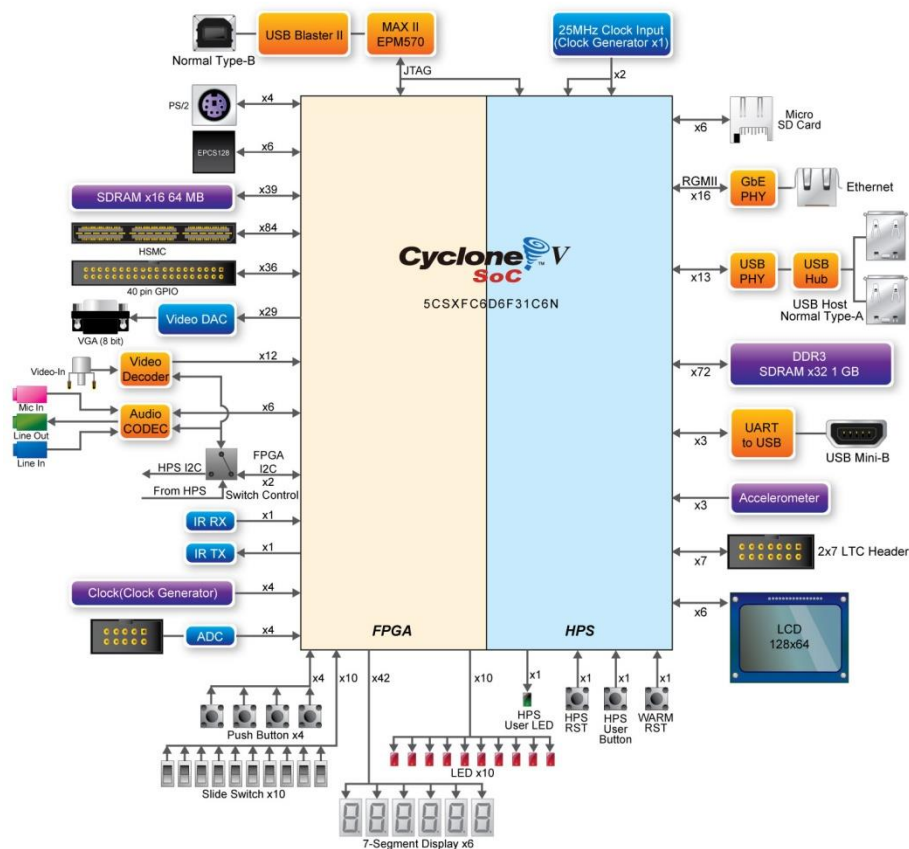 Normal Type-B
USB Blaster II
MAX II
EPM570
JTAG
25MHz Clock Input
(Clock Generator x1)
x2
PS/2
x4
EPCS128
x6
SDRAM x16 64 MB
x39
HSMC
x84
40 pin GPIO
x36
VGA (8 bit)
Video DAC
x29
Video-In
Video
Decoder
x12
Mic In
Line Out
Line In
Audio
CODEC
x6
HPS I2C
From HPS
FPGA
I2C
x2
Switch Control
IR RX
x1
IR TX
x1
Clock(Clock Generator)
x4
ADC
x4
Cyclone V
SoC
TM
5CSXFC6D6F31C6N
FPGA
HPS
x6
Micro
SD Card
RGMII
x16
GbE
PHY
Ethernet
x13
USB
PHY
USB
Hub
USB Host
Normal Type-A
x72
DDR3
SDRAM x32 1 GB
x3
UART
to USB
USB Mini-B
x3
Accelerometer
x7
2x7 LTC Header
x6
LCD
128x64
x4
x10
x42
x10
x1
x1
x1
x1
Push Button x4
Slide Switch x10
7-Segment Display x6
LED x10
HPS
User LED
HPS
RST
HPS
User
Button
WARM
RST